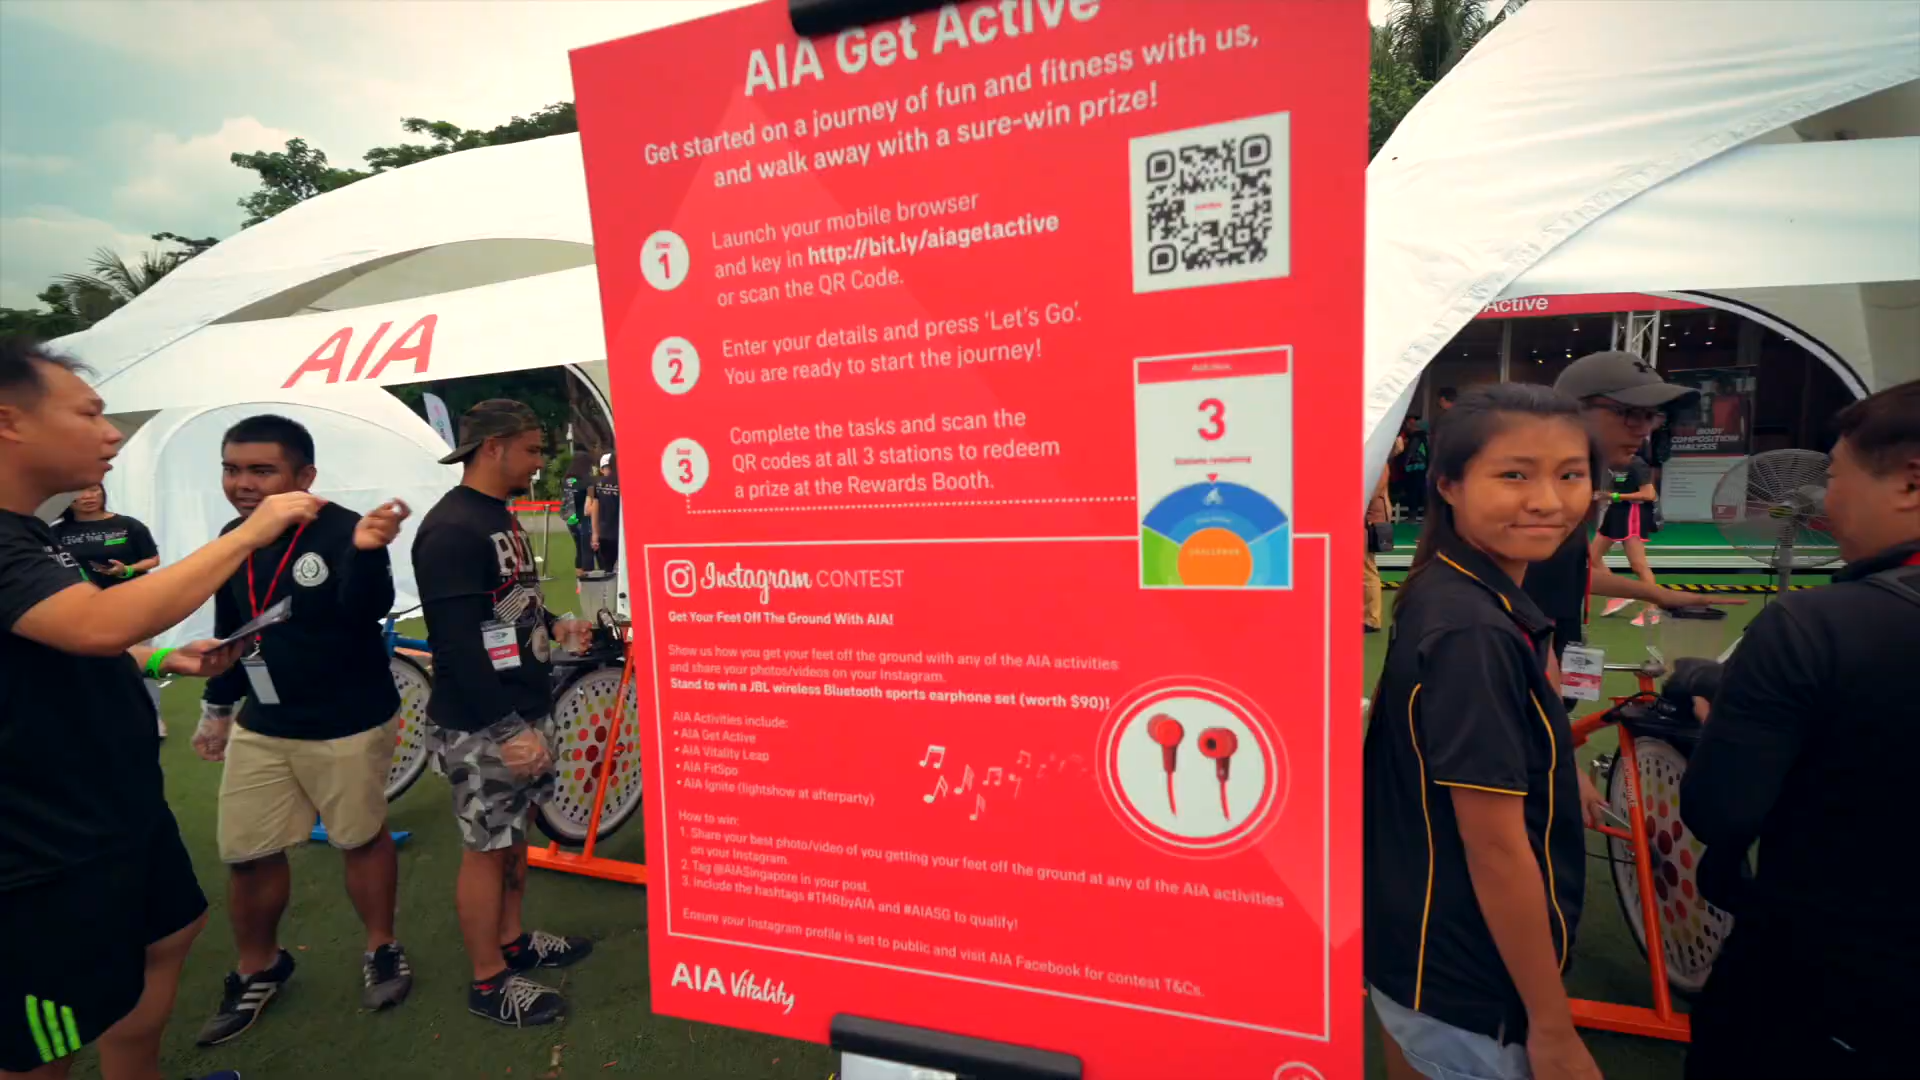 AIA Get Active
Get started on a journey of fun and fitness with us,
and walk away with a sure-win prize!
Step
1
Launch your mobile browser
and key in http://bit.ly/aiagetactive
or scan the QR Code.
Step
2
Enter your details and press 'Let's Go'.
You are ready to start the journey!
Step
3
Complete the tasks and scan the
QR codes at all 3 stations to redeem
a prize at the Rewards Booth.
3
Stations remaining
CHALLENGE
Instagram CONTEST
Get Your Feet Off The Ground With AIA!
Show us how you get your feet off the ground with any of the AIA activities
and share your photos/videos on your Instagram.
Stand to win a JBL wireless Bluetooth sports earphone set (worth $90)!
AIA Activities include:
• AIA Get Active
• AIA Vitality Leap
• AIA FitSpo
• AIA Ignite (lightshow at afterparty)
How to win:
1. Share your best photo/video of you getting your feet off the ground at any of the AIA activities
on your Instagram.
2. Tag @AIASingapore in your post.
3. Include the hashtags #TMRbyAIA and #AIASG to qualify!
Ensure your Instagram profile is set to public and visit AIA Facebook for contest T&Cs.
AIA Vitality
AIA
Active
BODY
COMPOSITION
ANALYSIS